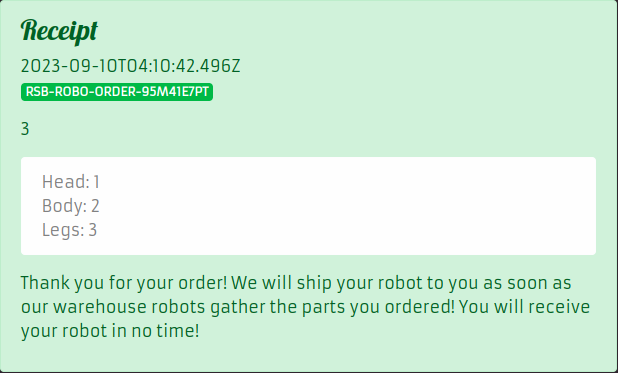 Receipt
2023-09-10T04:10:42.496Z
RSB-ROBO-ORDER-95M41E7PT
3
Head: 1
Body: 2
Legs: 3
Thank you for your order! We will ship your robot to you as soon as
our warehouse robots gather the parts you ordered! You will receive
your robot in no time!